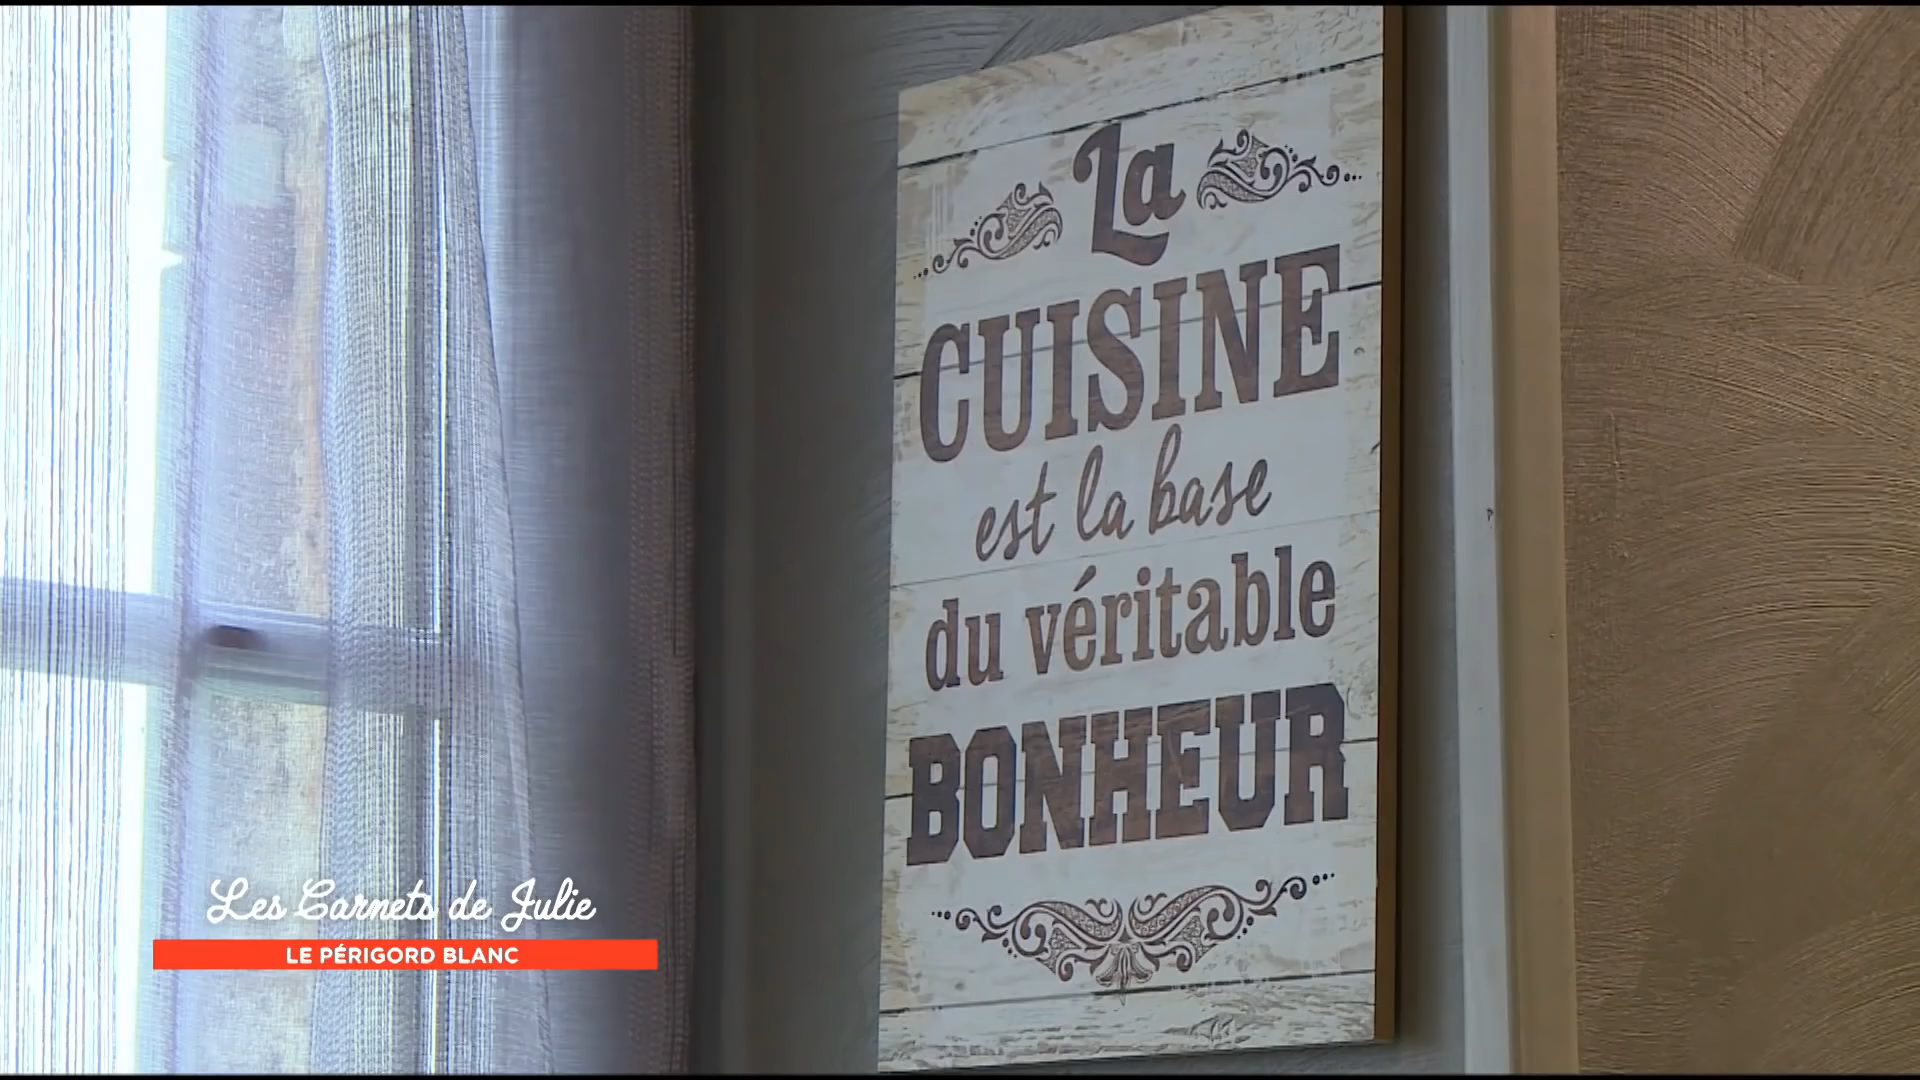 La
CUISINE
est la base
du véritable
BONHEUR
Les Carnets de Julie
LE PÉRIGORD BLANC